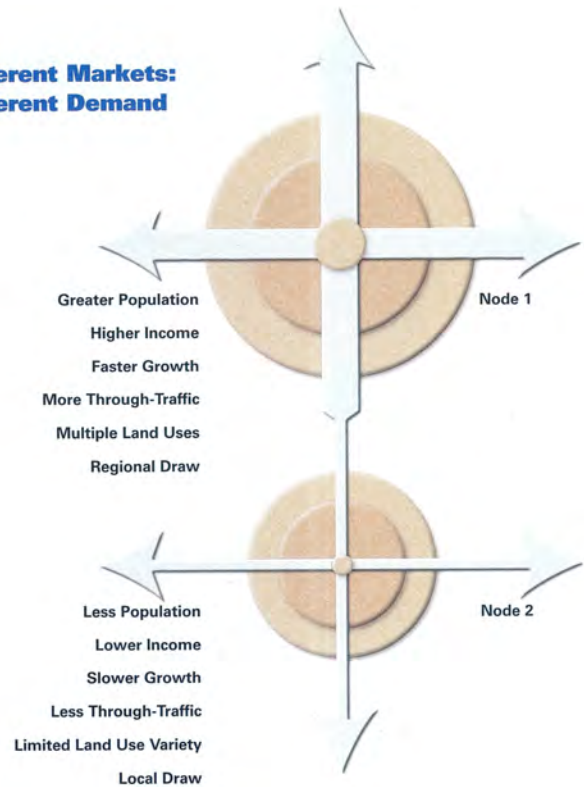 erent Markets:
erent Demand
Greater Population
Node 1
Higher Income
Faster Growth
More Through-Traffic
Multiple Land Uses
Regional Draw
Less Population
Node 2
Lower Income
Slower Growth
Less Through-Traffic
Limited Land Use Variety
Local Draw